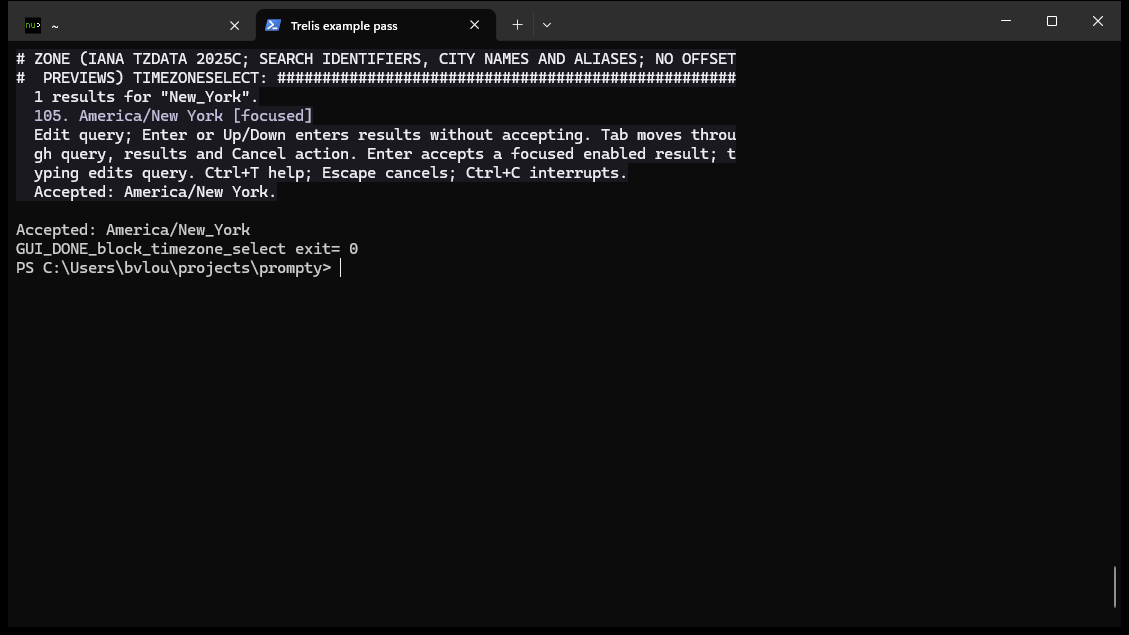 nu> ~
Trelis example pass
# ZONE (IANA TZDATA 2025C; SEARCH IDENTIFIERS, CITY NAMES AND ALIASES; NO OFFSET
#  PREVIEWS) TIMEZONESELECT: ###################################################
1 results for "New_York".
105. America/New York [focused]
Edit query; Enter or Up/Down enters results without accepting. Tab moves throu
gh query, results and Cancel action. Enter accepts a focused enabled result; t
yping edits query. Ctrl+T help; Escape cancels; Ctrl+C interrupts.
Accepted: America/New York.
Accepted: America/New_York
GUI_DONE_block_timezone_select exit= 0
PS C:\Users\bvlou\projects\prompty>